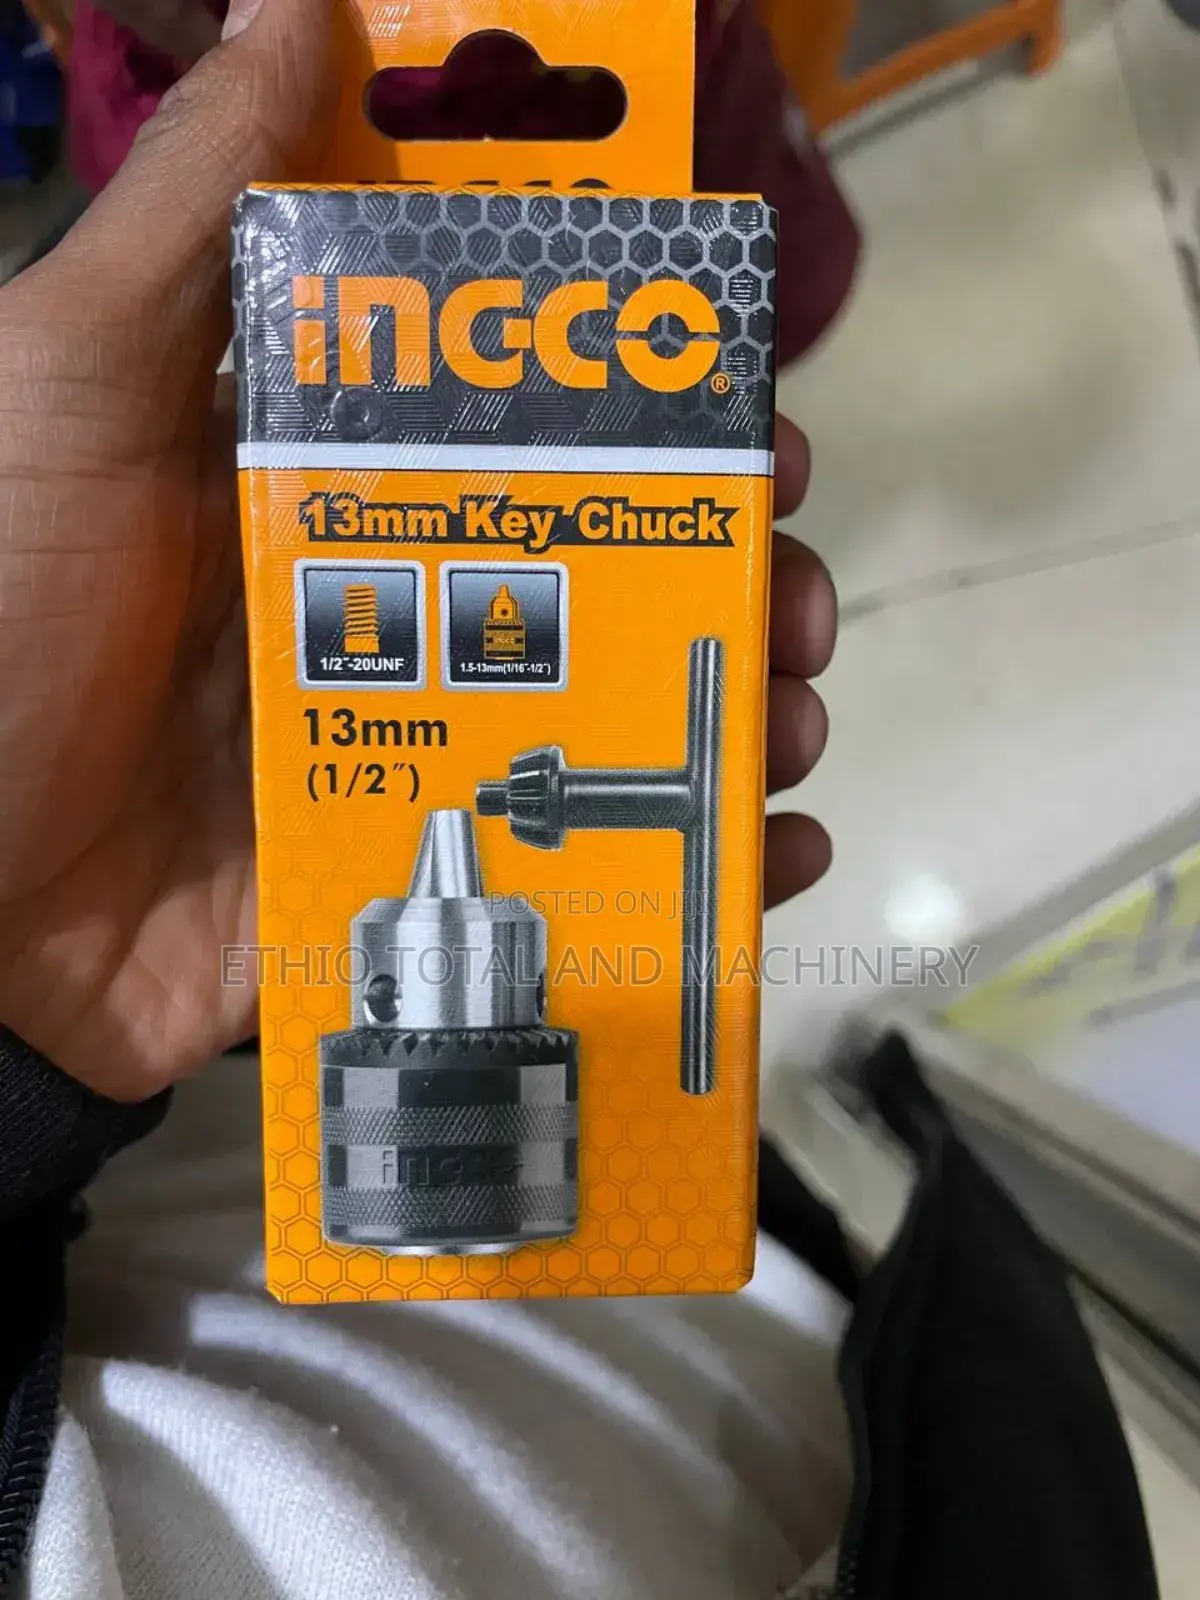 INGCO
iNGCO®
13mm Key Chuck
1/2"-20UNF
1.5-13mm(1/16"-1/2")
13mm
(1/2")
POSTED ON JIJI
ETHIO TOTAL AND MACHINERY
ingco